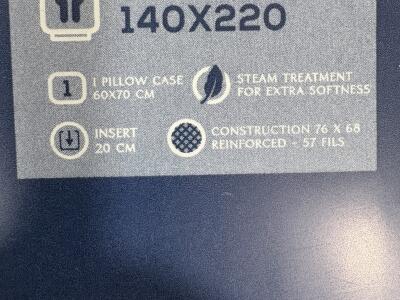 140X220
1
1 PILLOW CASE
60X70 CM
STEAM TREATMENT
FOR EXTRA SOFTNESS
INSERT
20 CM
CONSTRUCTION 76 X 68
REINFORCED - 57 FILS